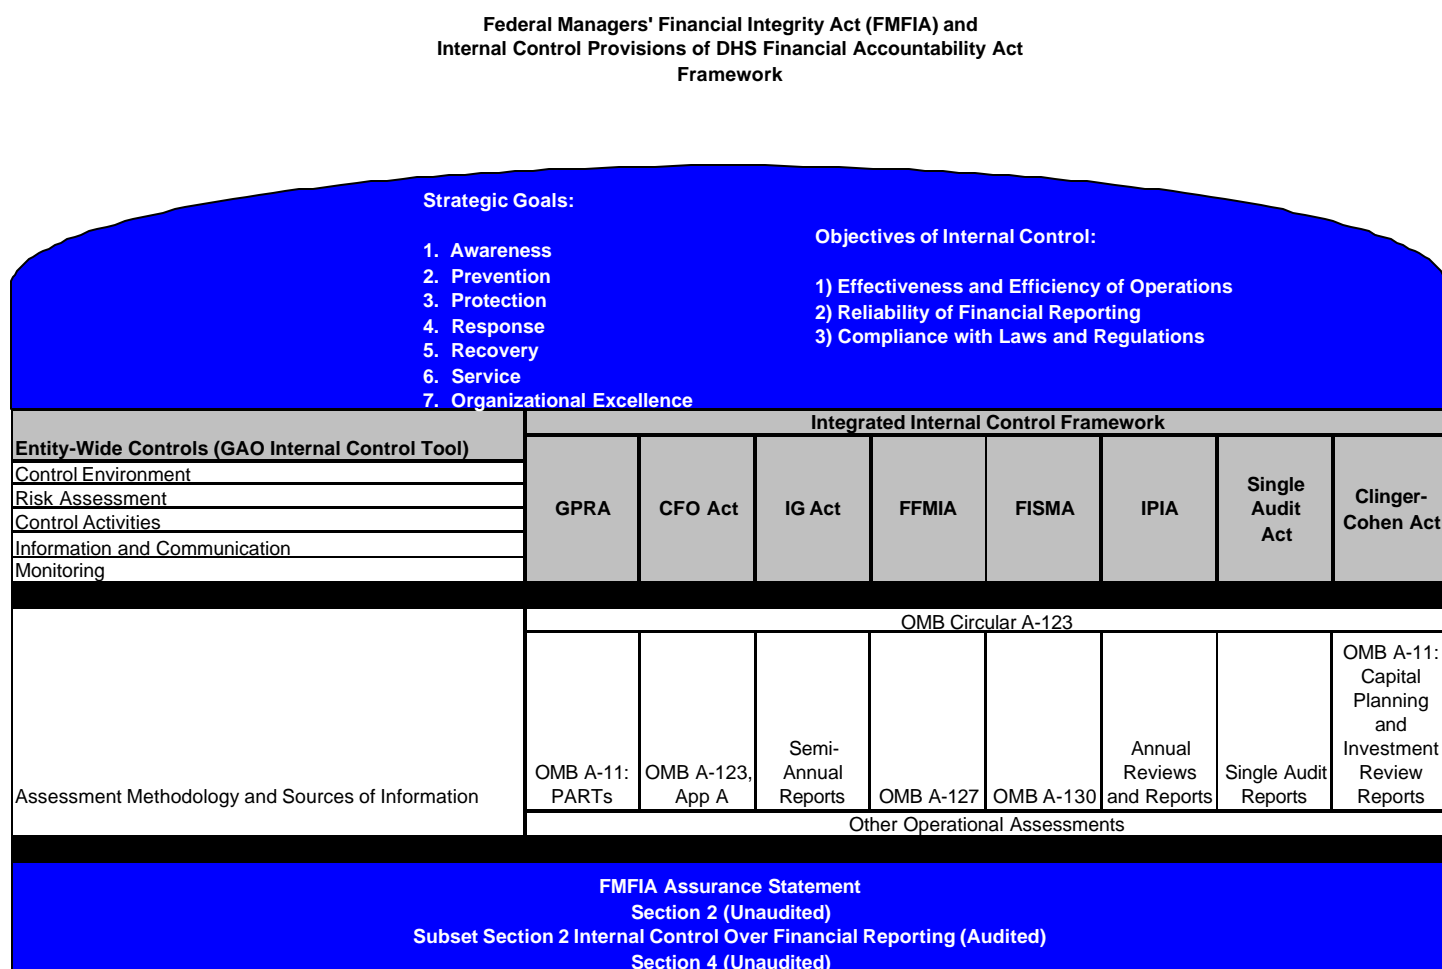 Federal Managers' Financial Integrity Act (FMFIA) and
Internal Control Provisions of DHS Financial Accountability Act
Framework
Strategic Goals:
1. Awareness
2. Prevention
3. Protection
4. Response
5. Recovery
6. Service
7. Organizational Excellence
Objectives of Internal Control:
1) Effectiveness and Efficiency of Operations
2) Reliability of Financial Reporting
3) Compliance with Laws and Regulations
Entity-Wide Controls (GAO Internal Control Tool)
Control Environment
Risk Assessment
Control Activities
Information and Communication
Monitoring
Integrated Internal Control Framework
GPRA
CFO Act
IG Act
FFMIA
FISMA
IPIA
Single
Audit
Act
Clinger-
Cohen Act
Assessment Methodology and Sources of Information
OMB Circular A-123
OMB A-11:
PARTs
OMB A-123,
App A
Semi-
Annual
Reports
OMB A-127
OMB A-130
Annual
Reviews
and Reports
Single Audit
Reports
OMB A-11:
Capital
Planning
and
Investment
Review
Reports
Other Operational Assessments
FMFIA Assurance Statement
Section 2 (Unaudited)
Subset Section 2 Internal Control Over Financial Reporting (Audited)
Section 4 (Unaudited)